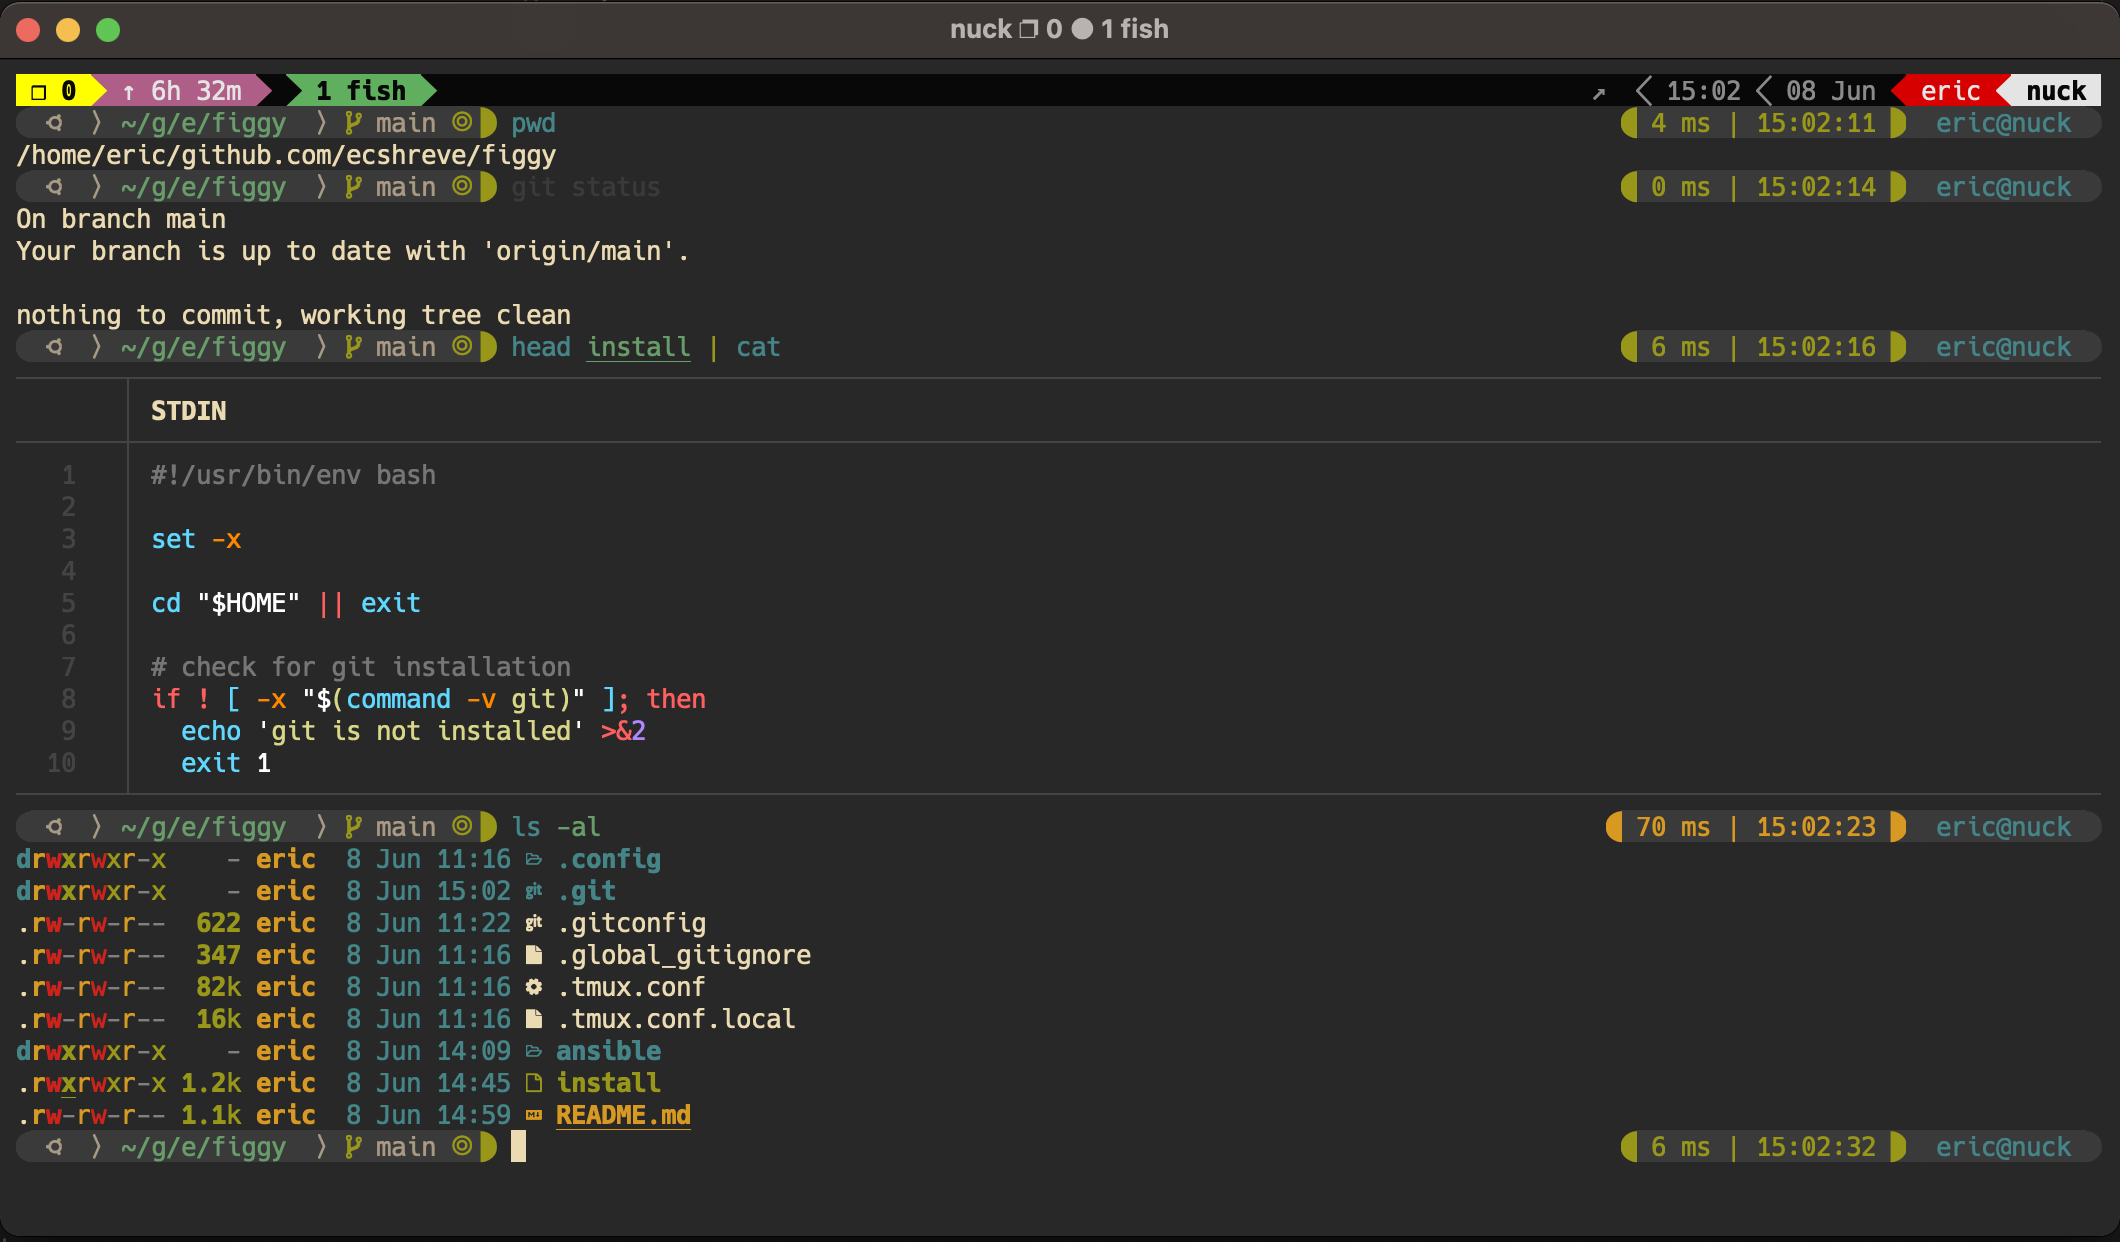 nuck ❐ 0 ● 1 fish
❐ 0 ↑ 6h 32m 1 fish ↗ 15:02 08 Jun eric nuck
~/g/e/figgy main pwd 4 ms | 15:02:11 eric@nuck
/home/eric/github.com/ecshreve/figgy
~/g/e/figgy main git status 0 ms | 15:02:14 eric@nuck
On branch main
Your branch is up to date with 'origin/main'.
nothing to commit, working tree clean
~/g/e/figgy main head install | cat 6 ms | 15:02:16 eric@nuck
STDIN
1 #!/usr/bin/env bash
2
3 set -x
4
5 cd "$HOME" || exit
6
7 # check for git installation
8 if ! [ -x "$(command -v git)" ]; then
9 echo 'git is not installed' >&2
10 exit 1
~/g/e/figgy main ls -al 70 ms | 15:02:23 eric@nuck
drwxrwxr-x - eric 8 Jun 11:16 .config
drwxrwxr-x - eric 8 Jun 15:02 git .git
.rw-rw-r-- 622 eric 8 Jun 11:22 git .gitconfig
.rw-rw-r-- 347 eric 8 Jun 11:16 .global_gitignore
.rw-rw-r-- 82k eric 8 Jun 11:16 .tmux.conf
.rw-rw-r-- 16k eric 8 Jun 11:16 .tmux.conf.local
drwxrwxr-x - eric 8 Jun 14:09 ansible
.rwxrwxr-x 1.2k eric 8 Jun 14:45 install
.rw-rw-r-- 1.1k eric 8 Jun 14:59 README.md
~/g/e/figgy main 6 ms | 15:02:32 eric@nuck